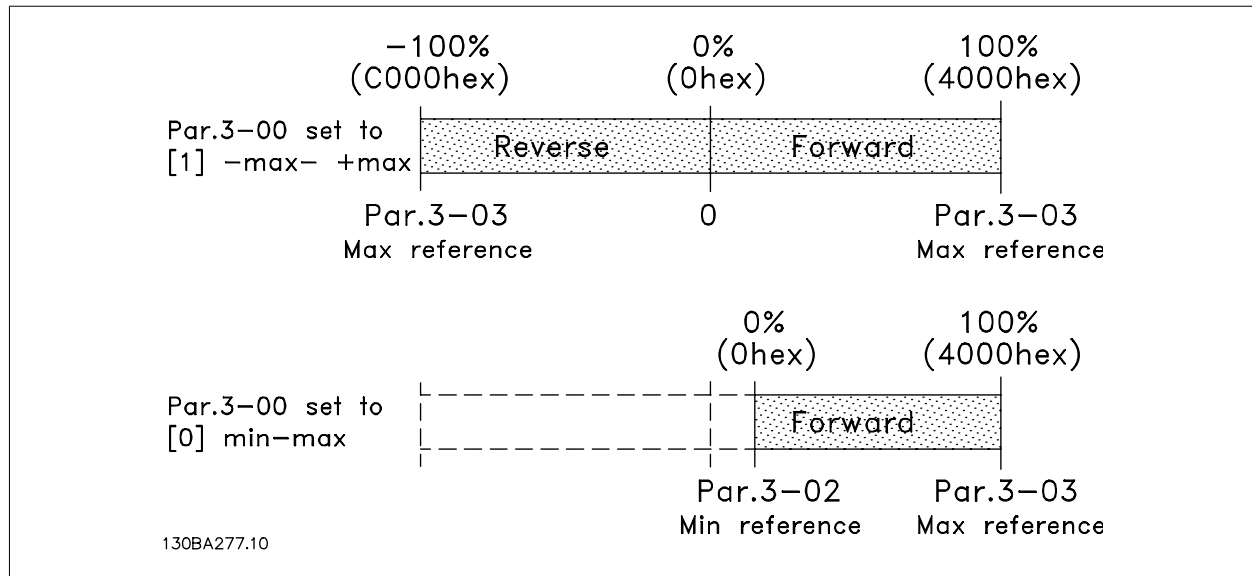 -100%
(C000hex)
0%
(0hex)
100%
(4000hex)
Par.3-00 set to
[1] -max- +max
Reverse
Forward
Par.3-03
Max reference
0
Par.3-03
Max reference
0%
(0hex)
100%
(4000hex)
Par.3-00 set to
[0] min-max
Forward
Par.3-02
Min reference
Par.3-03
Max reference
130BA277.10